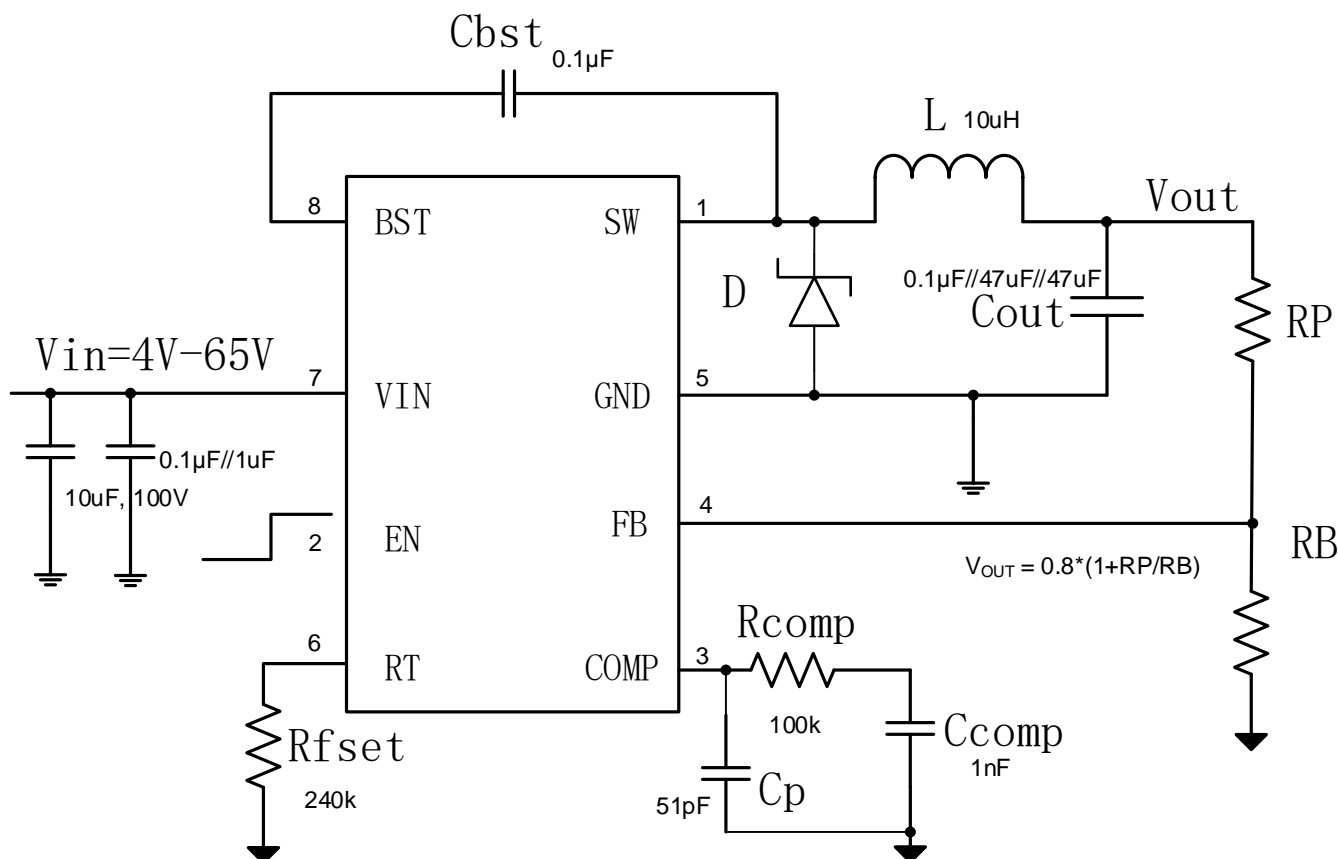 Cbst
0.1µF
L 10uH
8
BST
SW
1
Vout
D
0.1µF//47uF//47uF
Cout
RP
Vin=4V-65V
7
VIN
GND
5
0.1µF//1uF
10uF, 100V
2
EN
FB
4
RB
VOUT = 0.8*(1+RP/RB)
6
RT
COMP
3
Rcomp
100k
Rfset
240k
Ccomp
1nF
51pF
Cp